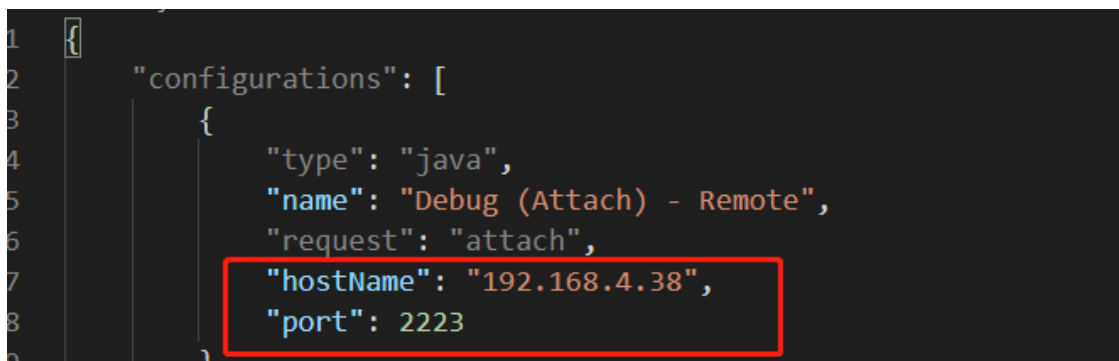 1 {
2 "configurations": [
3 {
4 "type": "java",
5 "name": "Debug (Attach) - Remote",
6 "request": "attach",
7 "hostName": "192.168.4.38",
8 "port": 2223
9 }